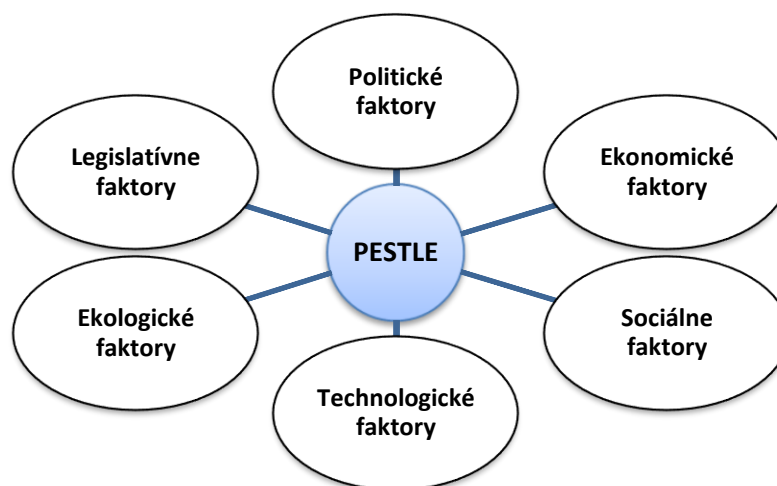 Politické
faktory
Legislatívne
faktory
Ekonomické
faktory
PESTLE
Ekologické
faktory
Sociálne
faktory
Technologické
faktory